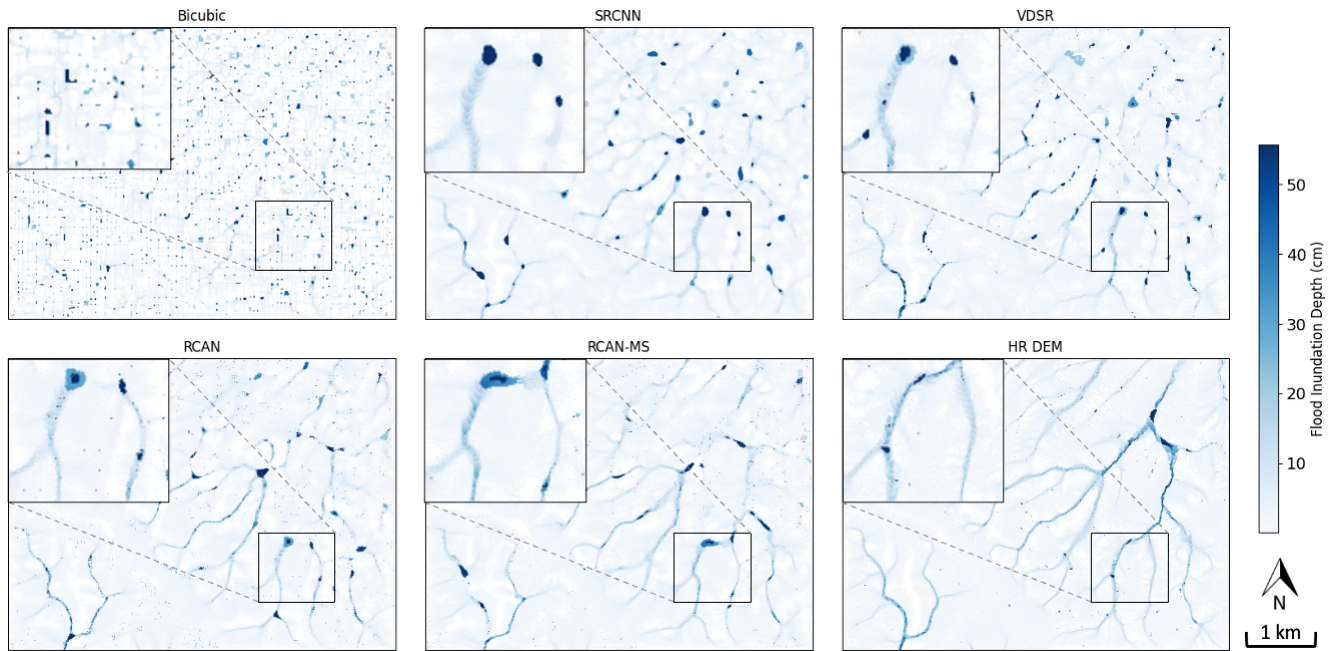 Bicubic
SRCNN
VDSR
RCAN
RCAN-MS
HR DEM
50
40
30
20
10
Flood Inundation Depth (cm)
N
1 km